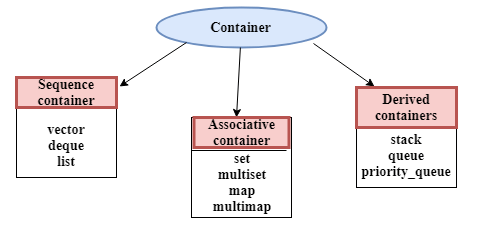 Container
Sequence
container
vector
deque
list
Associative
container
set
multiset
map
multimap
Derived
containers
stack
queue
priority_queue